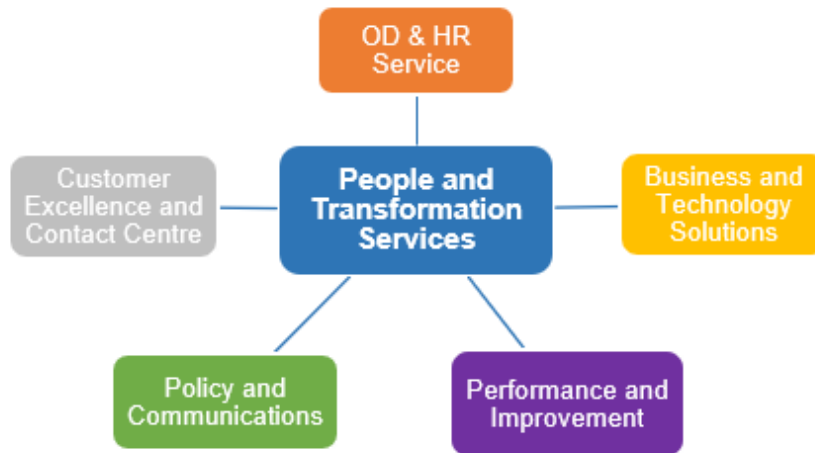 OD & HR
Service
Customer
Excellence and
Contact Centre
People and
Transformation
Services
Business and
Technology
Solutions
Policy and
Communications
Performance and
Improvement